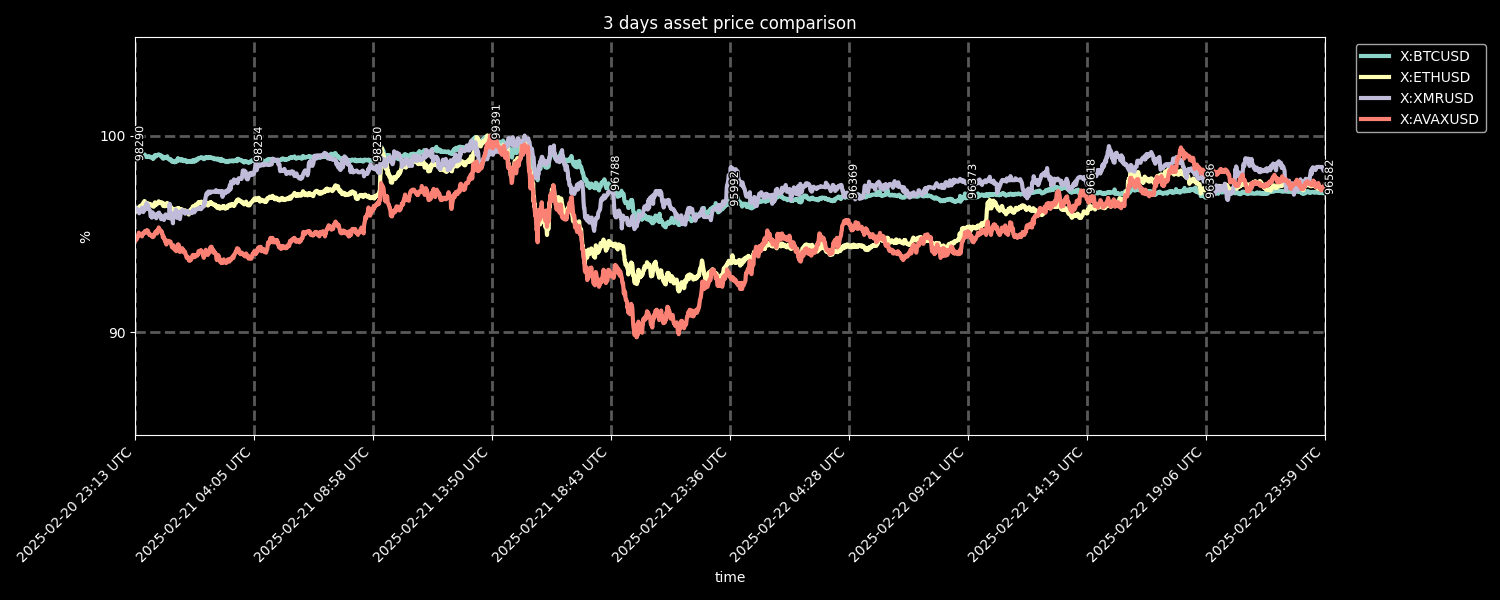 3 days asset price comparison
X:BTCUSD
X:ETHUSD
X:XMRUSD
X:AVAXUSD
100
90
%
98290
98254
98250
99391
96788
95992
96369
96373
96618
96386
96582
2025-02-20 23:13 UTC
2025-02-21 04:05 UTC
2025-02-21 08:58 UTC
2025-02-21 13:50 UTC
2025-02-21 18:43 UTC
2025-02-21 23:36 UTC
2025-02-22 04:28 UTC
2025-02-22 09:21 UTC
2025-02-22 14:13 UTC
2025-02-22 19:06 UTC
2025-02-22 23:59 UTC
time